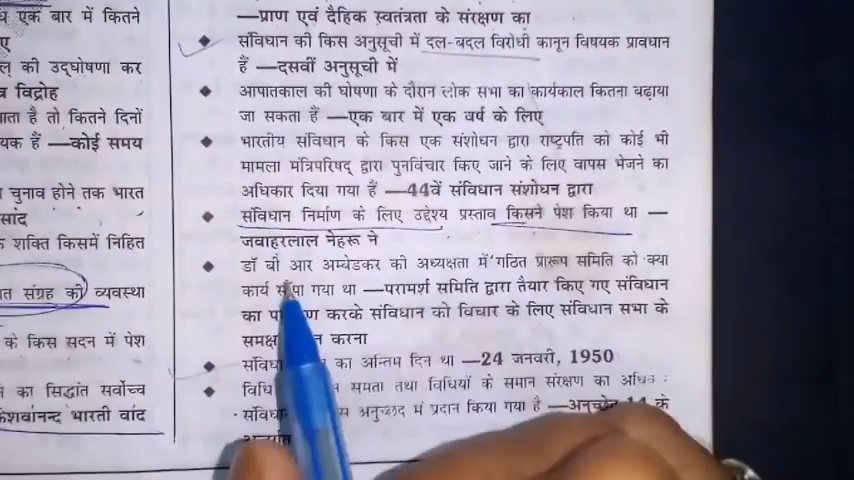 एक बार में कितने
ल् की उद्घोषणा कर
विद्रोह
ाता है तो कितने दिनों
यक हैं —कोई समय
चुनाव होने तक भारत
सांद
शक्ति किसमें निहित
त संग्रह की व्यवस्था
के किस सदन में पेश
ने का सिद्धांत सर्वोच्च
केशवानन्द भारती वांद
—प्राण एवं दैहिक स्वतंत्रता के संरक्षण का
संविधान की किस अनुसूची में दल-बदल विरोधी कानून विषयक प्रावधान
हैं —दसवीं अनुसूची में
आपातकाल की घोषणा के दौरान लोक सभा का कार्यकाल कितना बढ़ाया
जा सकता हैं —एक बार में एक वर्ष के लिए
भारतीय संविधान के किस एक संशोधन द्वारा राष्ट्रपति को कोई भी
मामला मंत्रिपरिषद् द्वारा पुनर्विचार किए जाने के लिए वापस भेजने का
अधिकार दिया गया हैं —44वें संविधान संशोधन द्वारा
संविधान निर्माण के लिए उद्देश्य प्रस्ताव किसने पेश किया था —
जवाहरलाल नेहरू ने
डॉ बी आर अम्बेडकर की अध्यक्षता में गठित प्रारूप समिति को क्या
कार्य सौंपा गया था —परामर्श समिति द्वारा तैयार किए गए संविधान
का करके संविधान को विचार के लिए संविधान सभा के
समक्ष करना
का अन्तिम दिन था —24 जनवरी, 1950
विधि समता तथा विधियों के समान संरक्षण का
अनुच्छेद में प्रदान किया गया है —अनुच्छेद 14 के